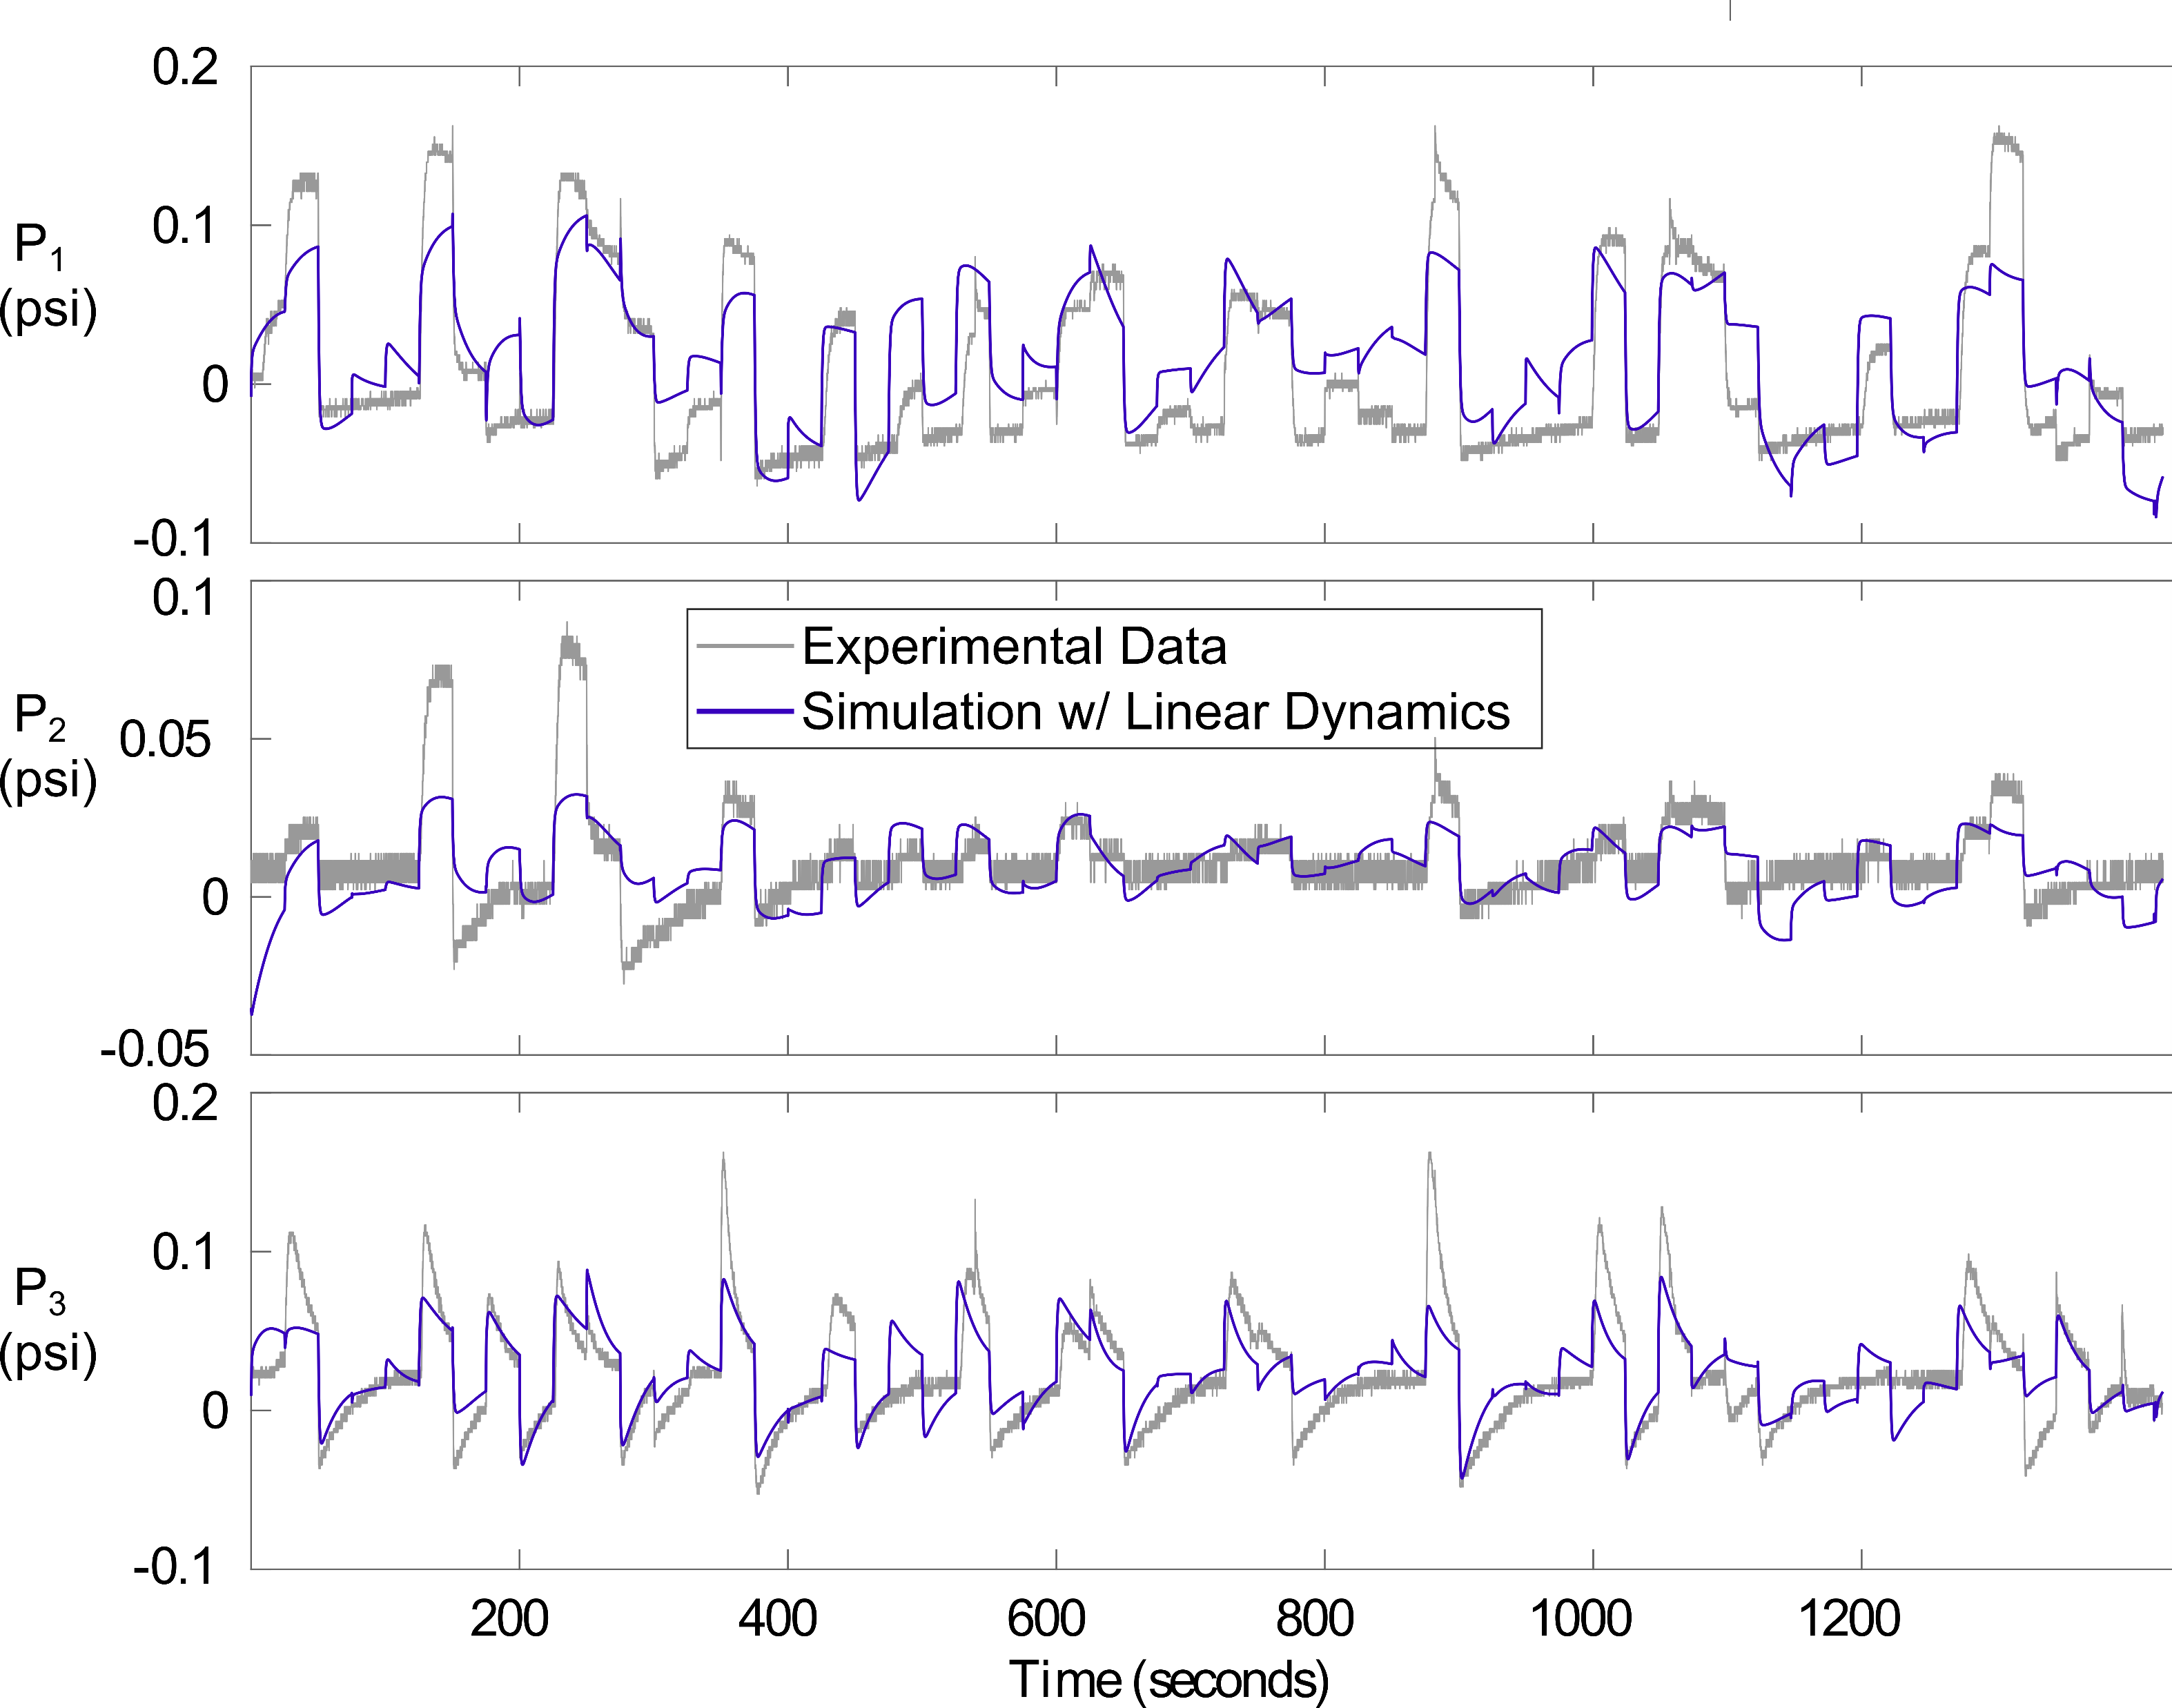 0.2
0.1
P1
(psi)
0
-0.1
0.1
Experimental Data
Simulation w/ Linear Dynamics
P2
(psi)
0.05
0
-0.05
0.2
0.1
P3
(psi)
0
-0.1
200 400 600 800 1000 1200
Time (seconds)